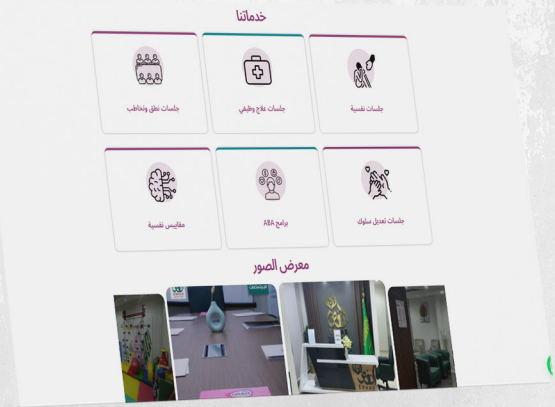 خدماتنا
جلسات نفسية
جلسات علاج وظيفي
جلسات نطق وتخاطب
جلسات تعديل سلوك
برامج ABA
مقاييس نفسية
معرض الصور